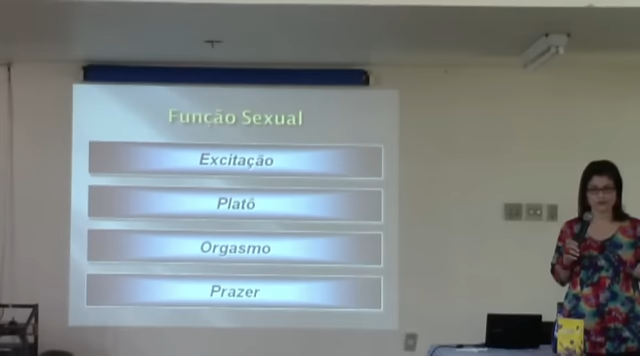 Função Sexual
Excitação
Platô
Orgasmo
Prazer